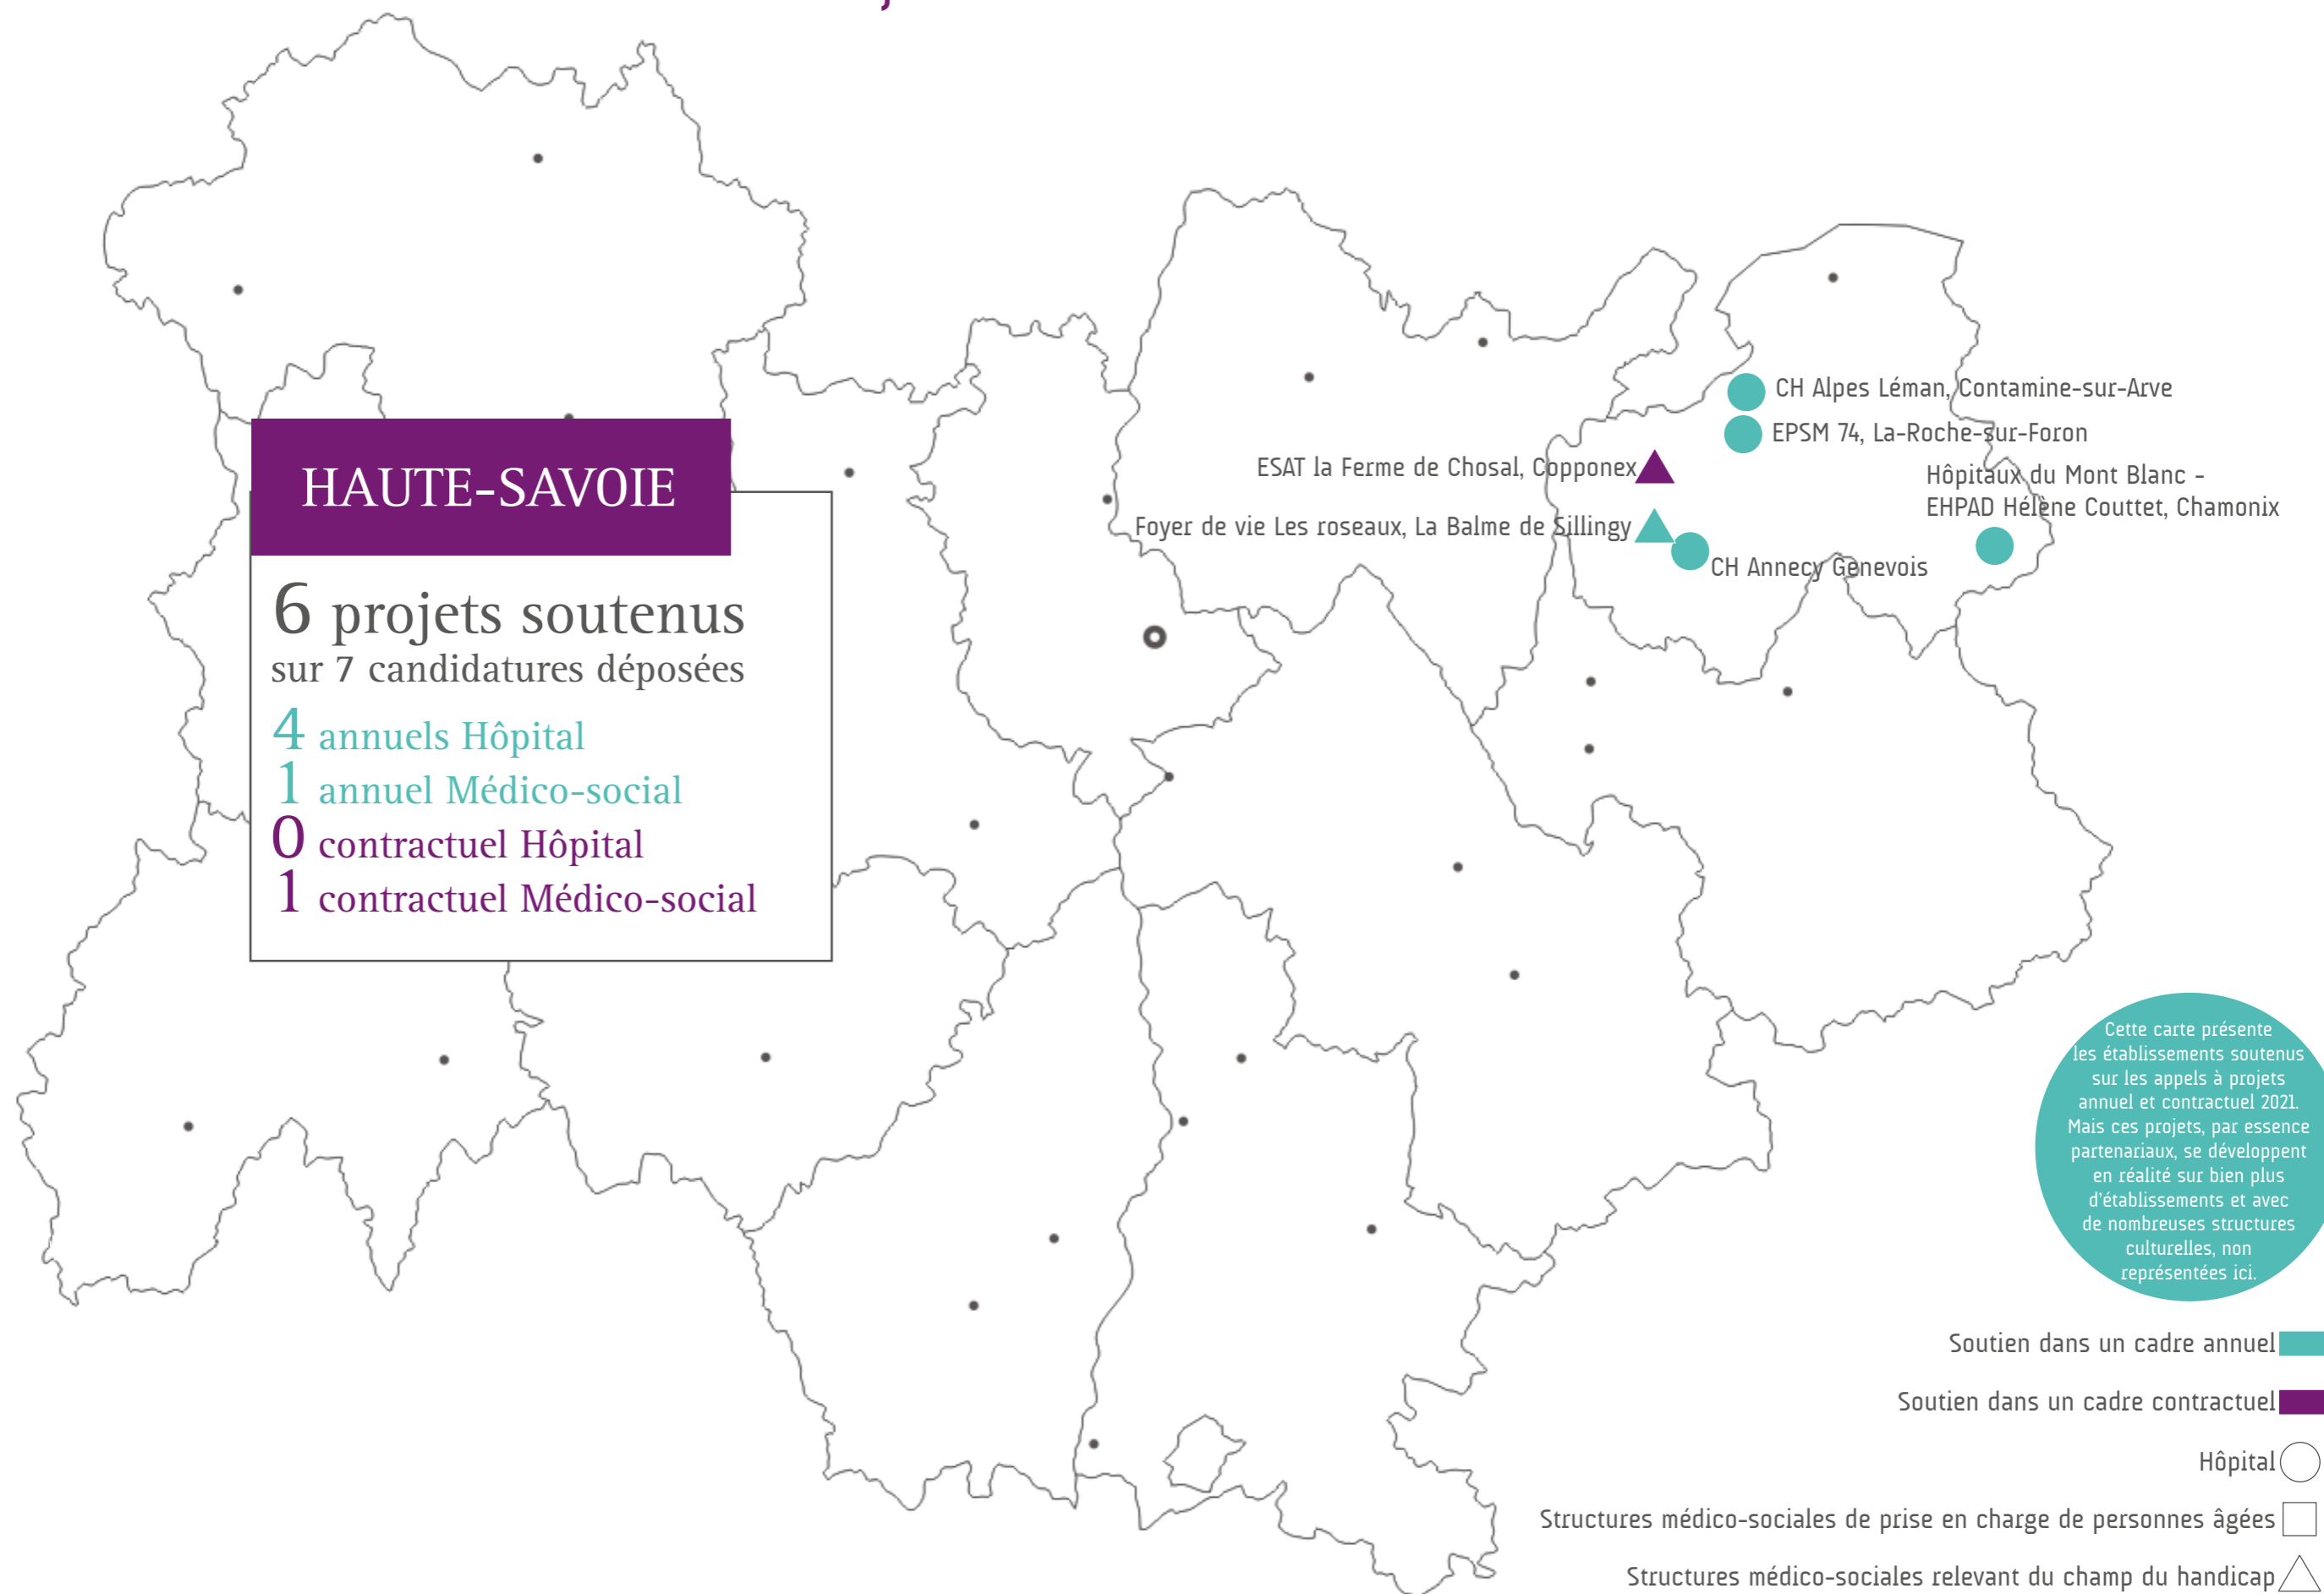 HAUTE-SAVOIE
6 projets soutenus
sur 7 candidatures déposées
4 annuels Hôpital
1 annuel Médico-social
0 contractuel Hôpital
1 contractuel Médico-social
CH Alpes Léman, Contamine-sur-Arve
EPSM 74, La-Roche-sur-Foron
ESAT la Ferme de Chosal, Copponex
Hôpitaux du Mont Blanc -
EHPAD Hélène Couttet, Chamonix
Foyer de vie Les roseaux, La Balme de Sillingy
CH Annecy Genevois
Cette carte présente
les établissements soutenus
sur les appels à projets
annuel et contractuel 2021.
Mais ces projets, par essence
partenariaux, se développent
en réalité sur bien plus
d'établissements et avec
de nombreuses structures
culturelles, non
représentées ici.
Soutien dans un cadre annuel
Soutien dans un cadre contractuel
Hôpital
Structures médico-sociales de prise en charge de personnes âgées
Structures médico-sociales relevant du champ du handicap